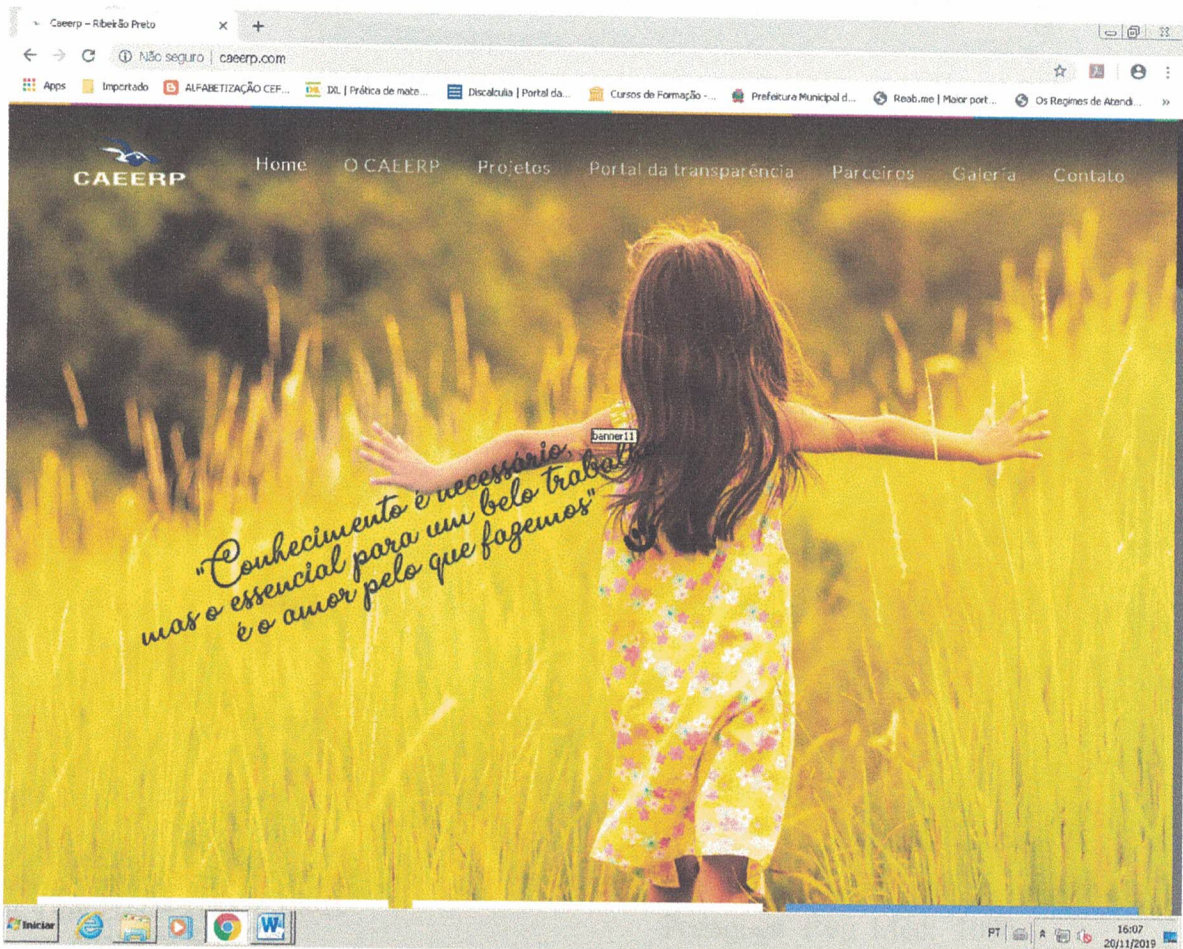 Caeerp – Ribeirão Preto
Não seguro | caeerp.com
Apps Importado ALFABETIZAÇÃO CEF... IXL | Prática de mate... Discalculia | Portal da... Cursos de Formação - ... Prefeitura Municipal d... Reab.me | Maior port... Os Regimes de Atendi... »
CAEERP
Home O CAEERP Projetos Portal da transparência Parceiros Galeria Contato
banner11
"Conhecimento é necessário,
mas o essencial para um belo trabalho
é o amor pelo que fazemos"
Iniciar
PT
16:07
20/11/2019